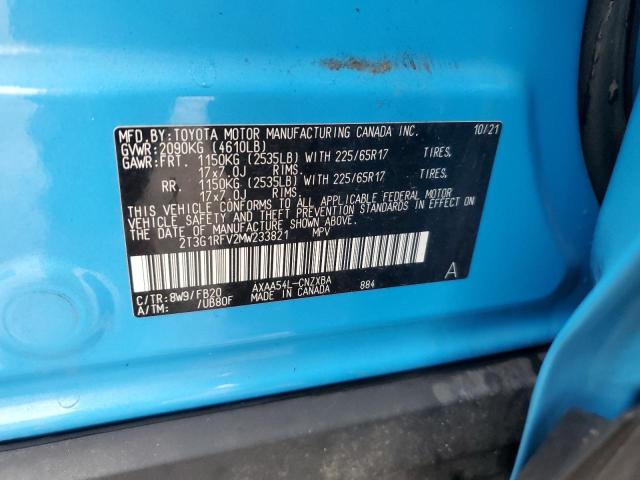 MFD. BY: TOYOTA MOTOR MANUFACTURING CANADA INC. 10/21
GVWR: 2090KG (4610LB)
GAWR: FRT. 1150KG (2535LB) WITH 225/65R17 TIRES.
17x7.0J RIMS.
RR. 1150KG (2535LB) WITH 225/65R17 TIRES.
17x7.0J RIMS.
THIS VEHICLE CONFORMS TO ALL APPLICABLE FEDERAL MOTOR
VEHICLE SAFETY AND THEFT PREVENTION STANDARDS IN EFFECT ON
THE DATE OF MANUFACTURE SHOWN ABOVE.
2T3G1RFV2MW233821 MPV
A
C/TR: 8W9/FB20 AXAA54L-CNZXBA 884
A/TM: /UB80F MADE IN CANADA